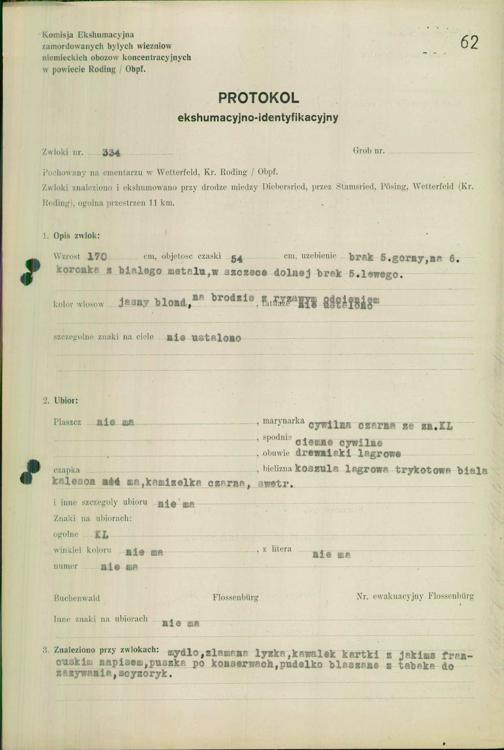 Komisja Ekshumacyjna
zamordowanych byłych wiezniow
niemieckich obozow koncentracyjnych
w powiecie Roding / Obpf.
62
PROTOKOL
ekshumacyjno-identyfikacyjny
Zwloki nr. 334 Grob nr.
Pochowany na ementarzu w Wetterfeld, Kr. Roding / Obpf.
Zwloki znaleziono i ekshumowano przy drodze miedzy Diebersried, przez Stamsried, Pösing, Wetterfeld (Kr.
Roding), ogolna przestrzen 11 km.
1. Opis zwlok:
Wzrost 170 cm, objetosc czaski 54 cm, uzebienie brak 5.gorny,na 6.
koronka z bialego metalu,w szczece dolnej brak 5.lewego.
kolor wlosow jasny blond,na brodzie z ryzawym odcieniem
, tatuaze nie ustalono
szczegolne znaki na ciele nie ustalono
2. Ubior:
Plaszcz nie ma , marynarka cywilna czarna ze zn.KL
, spodnie ciemne cywilne
, obuwie drewniaki lagrowe
czapka , bielizna koszula lagrowa trykotowa biala
kaleson ma,kamizelka czarna, swetr.
i inne szczegoly ubioru nie ma
Znaki na ubiorach:
ogolne KL
winkiel koloru nie ma , z litera nie ma
numer nie ma
Buchenwald Flossenbürg Nr. ewakuacyjny Flossenbürg
Inne znaki na ubiorach nie ma
3. Znaleziono przy zwlokach: mydlo,zlamana lyzka,kawalek kartki z jakims fran-
cuskim napisem,puszka po konserwach,pudelko blaszane z tabaka do
zazywania,scyzoryk.